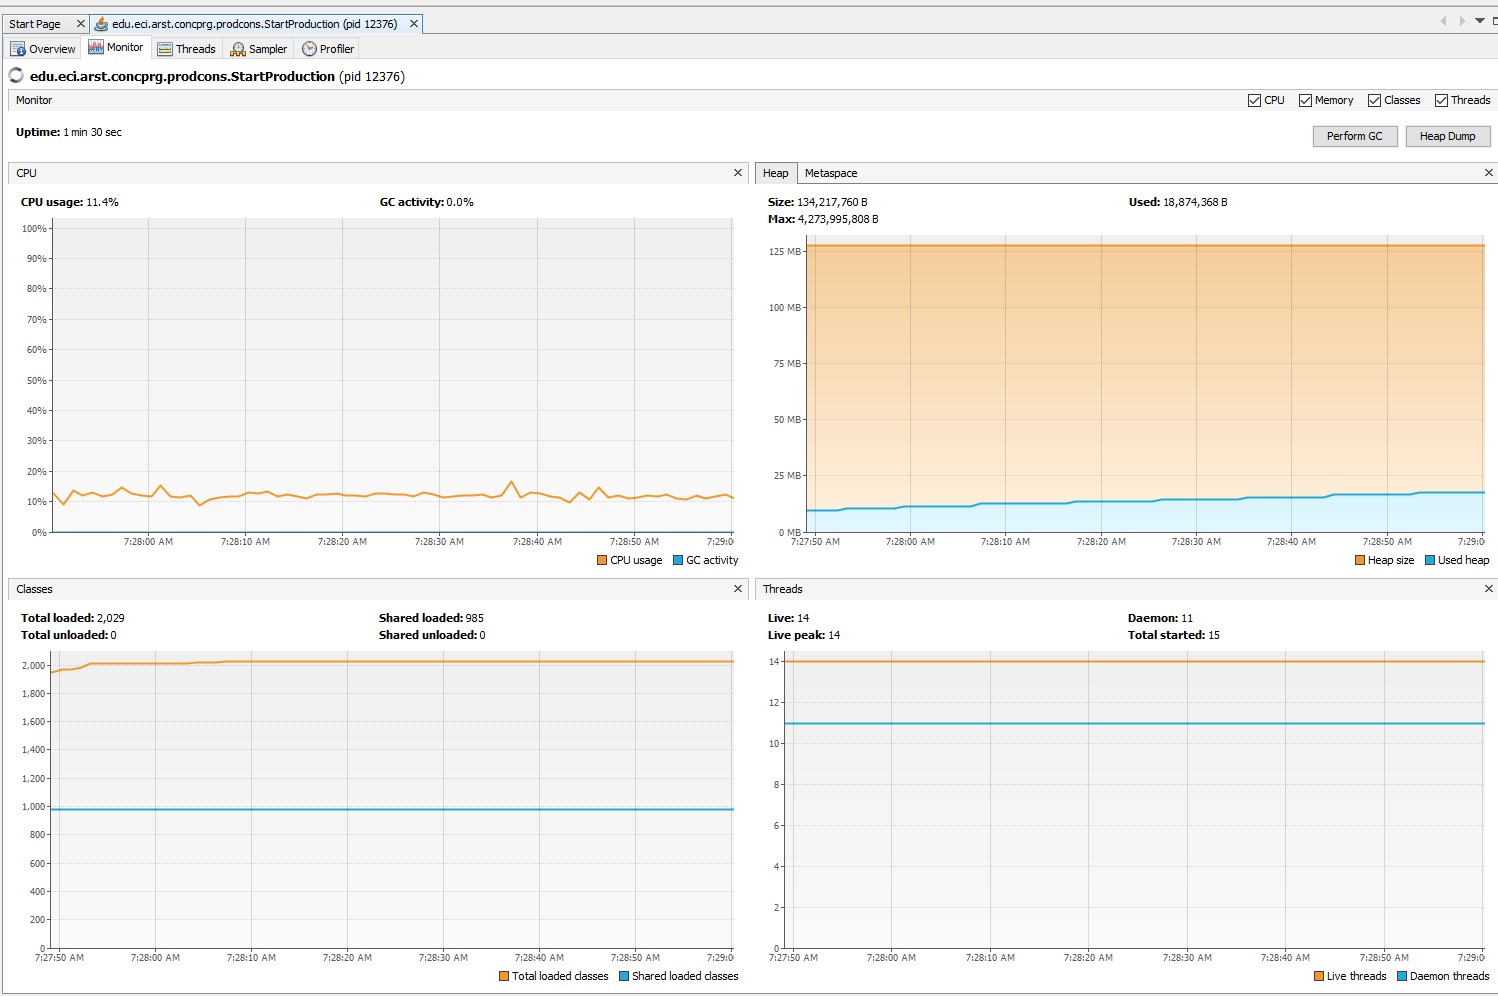 Start Page
edu.eci.arst.concprg.prodcons.StartProduction (pid 12376)
Overview Monitor Threads Sampler Profiler
edu.eci.arst.concprg.prodcons.StartProduction (pid 12376)
Monitor
CPU Memory Classes Threads
Uptime: 1 min 30 sec
Perform GC Heap Dump
CPU
CPU usage: 11.4% GC activity: 0.0%
100%
90%
80%
70%
60%
50%
40%
30%
20%
10%
0%
7:28:00 AM 7:28:10 AM 7:28:20 AM 7:28:30 AM 7:28:40 AM 7:28:50 AM 7:29:0
CPU usage GC activity
Heap Metaspace
Size: 134,217,760 B Used: 18,874,368 B
Max: 4,273,995,808 B
125 MB
100 MB
75 MB
50 MB
25 MB
0 MB
7:27:50 AM 7:28:00 AM 7:28:10 AM 7:28:20 AM 7:28:30 AM 7:28:40 AM 7:28:50 AM 7:29:0
Heap size Used heap
Classes
Total loaded: 2,029 Shared loaded: 985
Total unloaded: 0 Shared unloaded: 0
2,000
1,800
1,600
1,400
1,200
1,000
800
600
400
200
0
7:27:50 AM 7:28:00 AM 7:28:10 AM 7:28:20 AM 7:28:30 AM 7:28:40 AM 7:28:50 AM 7:29:0
Total loaded classes Shared loaded classes
Threads
Live: 14 Daemon: 11
Live peak: 14 Total started: 15
14
12
10
8
6
4
2
0
7:27:50 AM 7:28:00 AM 7:28:10 AM 7:28:20 AM 7:28:30 AM 7:28:40 AM 7:28:50 AM 7:29:0
Live threads Daemon threads